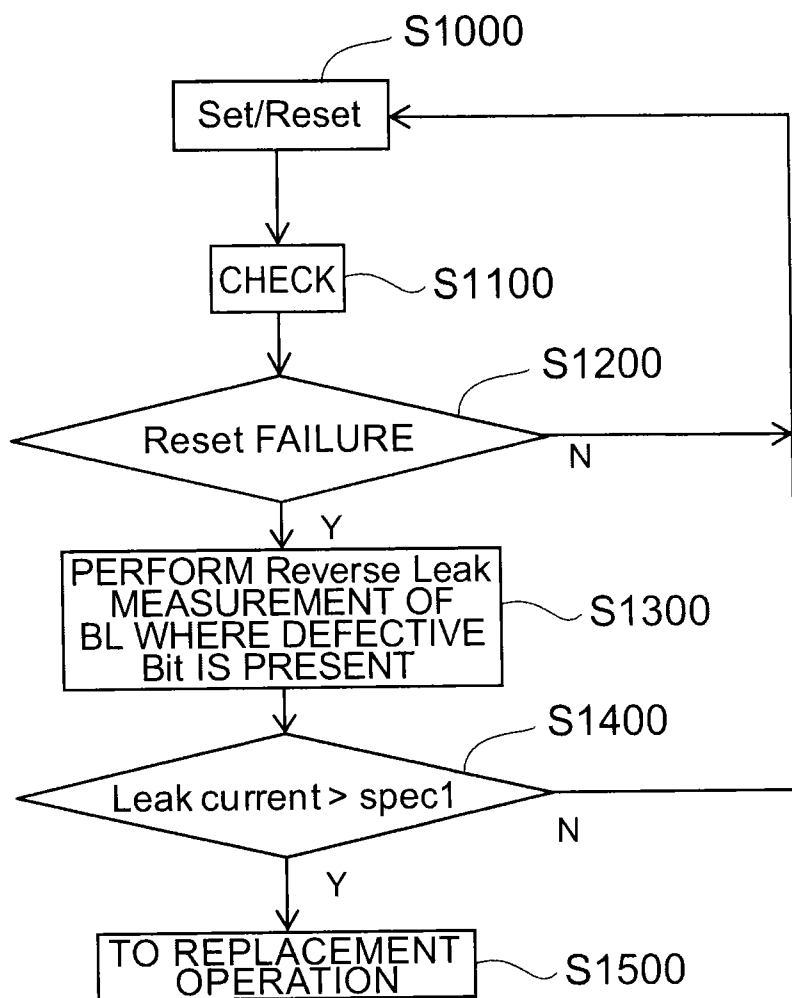 S1000
Set/Reset
CHECK
S1100
S1200
Reset FAILURE
N
Y
PERFORM Reverse Leak
MEASUREMENT OF
BL WHERE DEFECTIVE
Bit IS PRESENT
S1300
S1400
Leak current > spec1
N
Y
TO REPLACEMENT
OPERATION
S1500